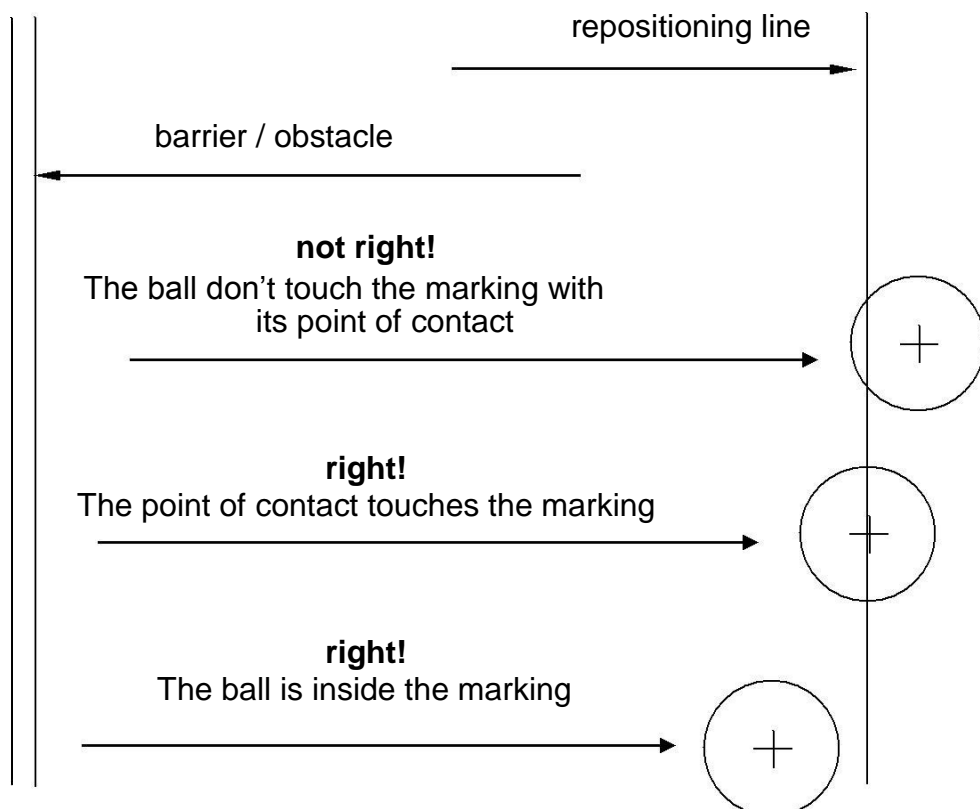 repositioning line
barrier / obstacle
not right!
The ball don't touch the marking with
its point of contact
right!
The point of contact touches the marking
right!
The ball is inside the marking